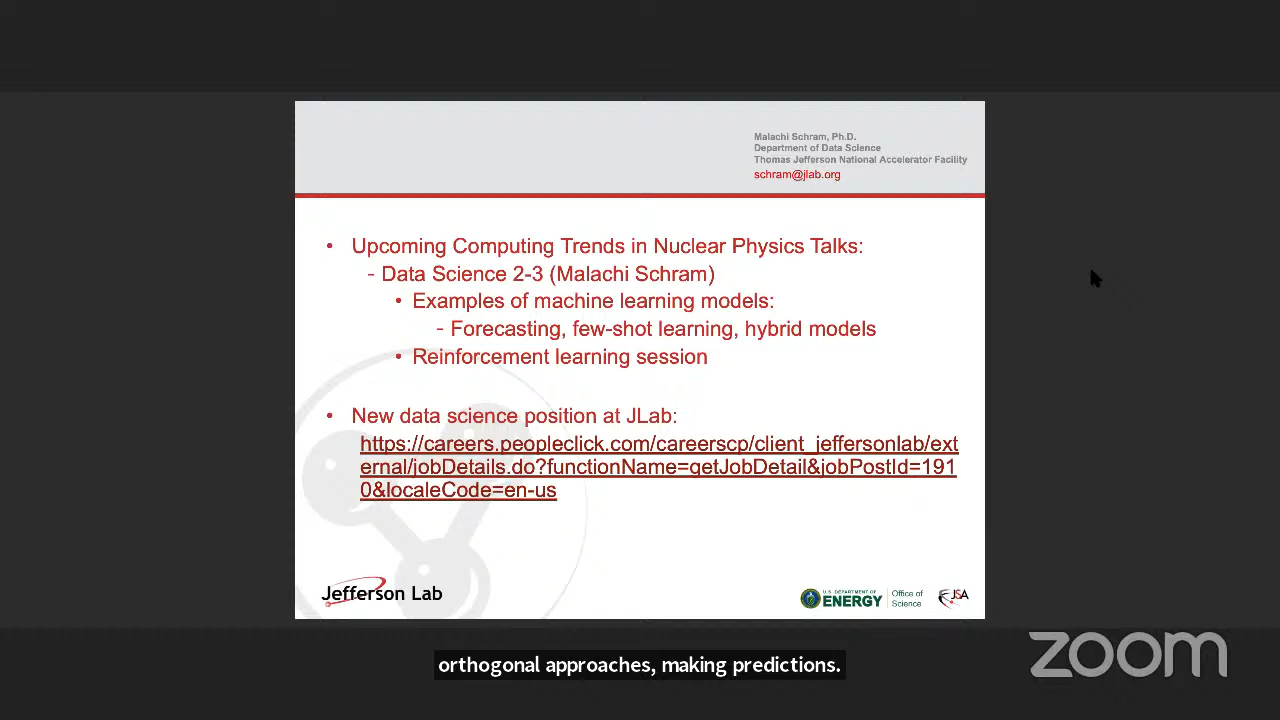 Malachi Schram, Ph.D.
Department of Data Science
Thomas Jefferson National Accelerator Facility
schram@jlab.org
• Upcoming Computing Trends in Nuclear Physics Talks:
- Data Science 2-3 (Malachi Schram)
• Examples of machine learning models:
- Forecasting, few-shot learning, hybrid models
• Reinforcement learning session
• New data science position at JLab:
https://careers.peopleclick.com/careerscp/client_jeffersonlab/ext
ernal/jobDetails.do?functionName=getJobDetail&jobPostId=191
0&localeCode=en-us
Jefferson Lab
U.S. DEPARTMENT OF
ENERGY
Office of
Science
JSA
orthogonal approaches, making predictions.
zoom